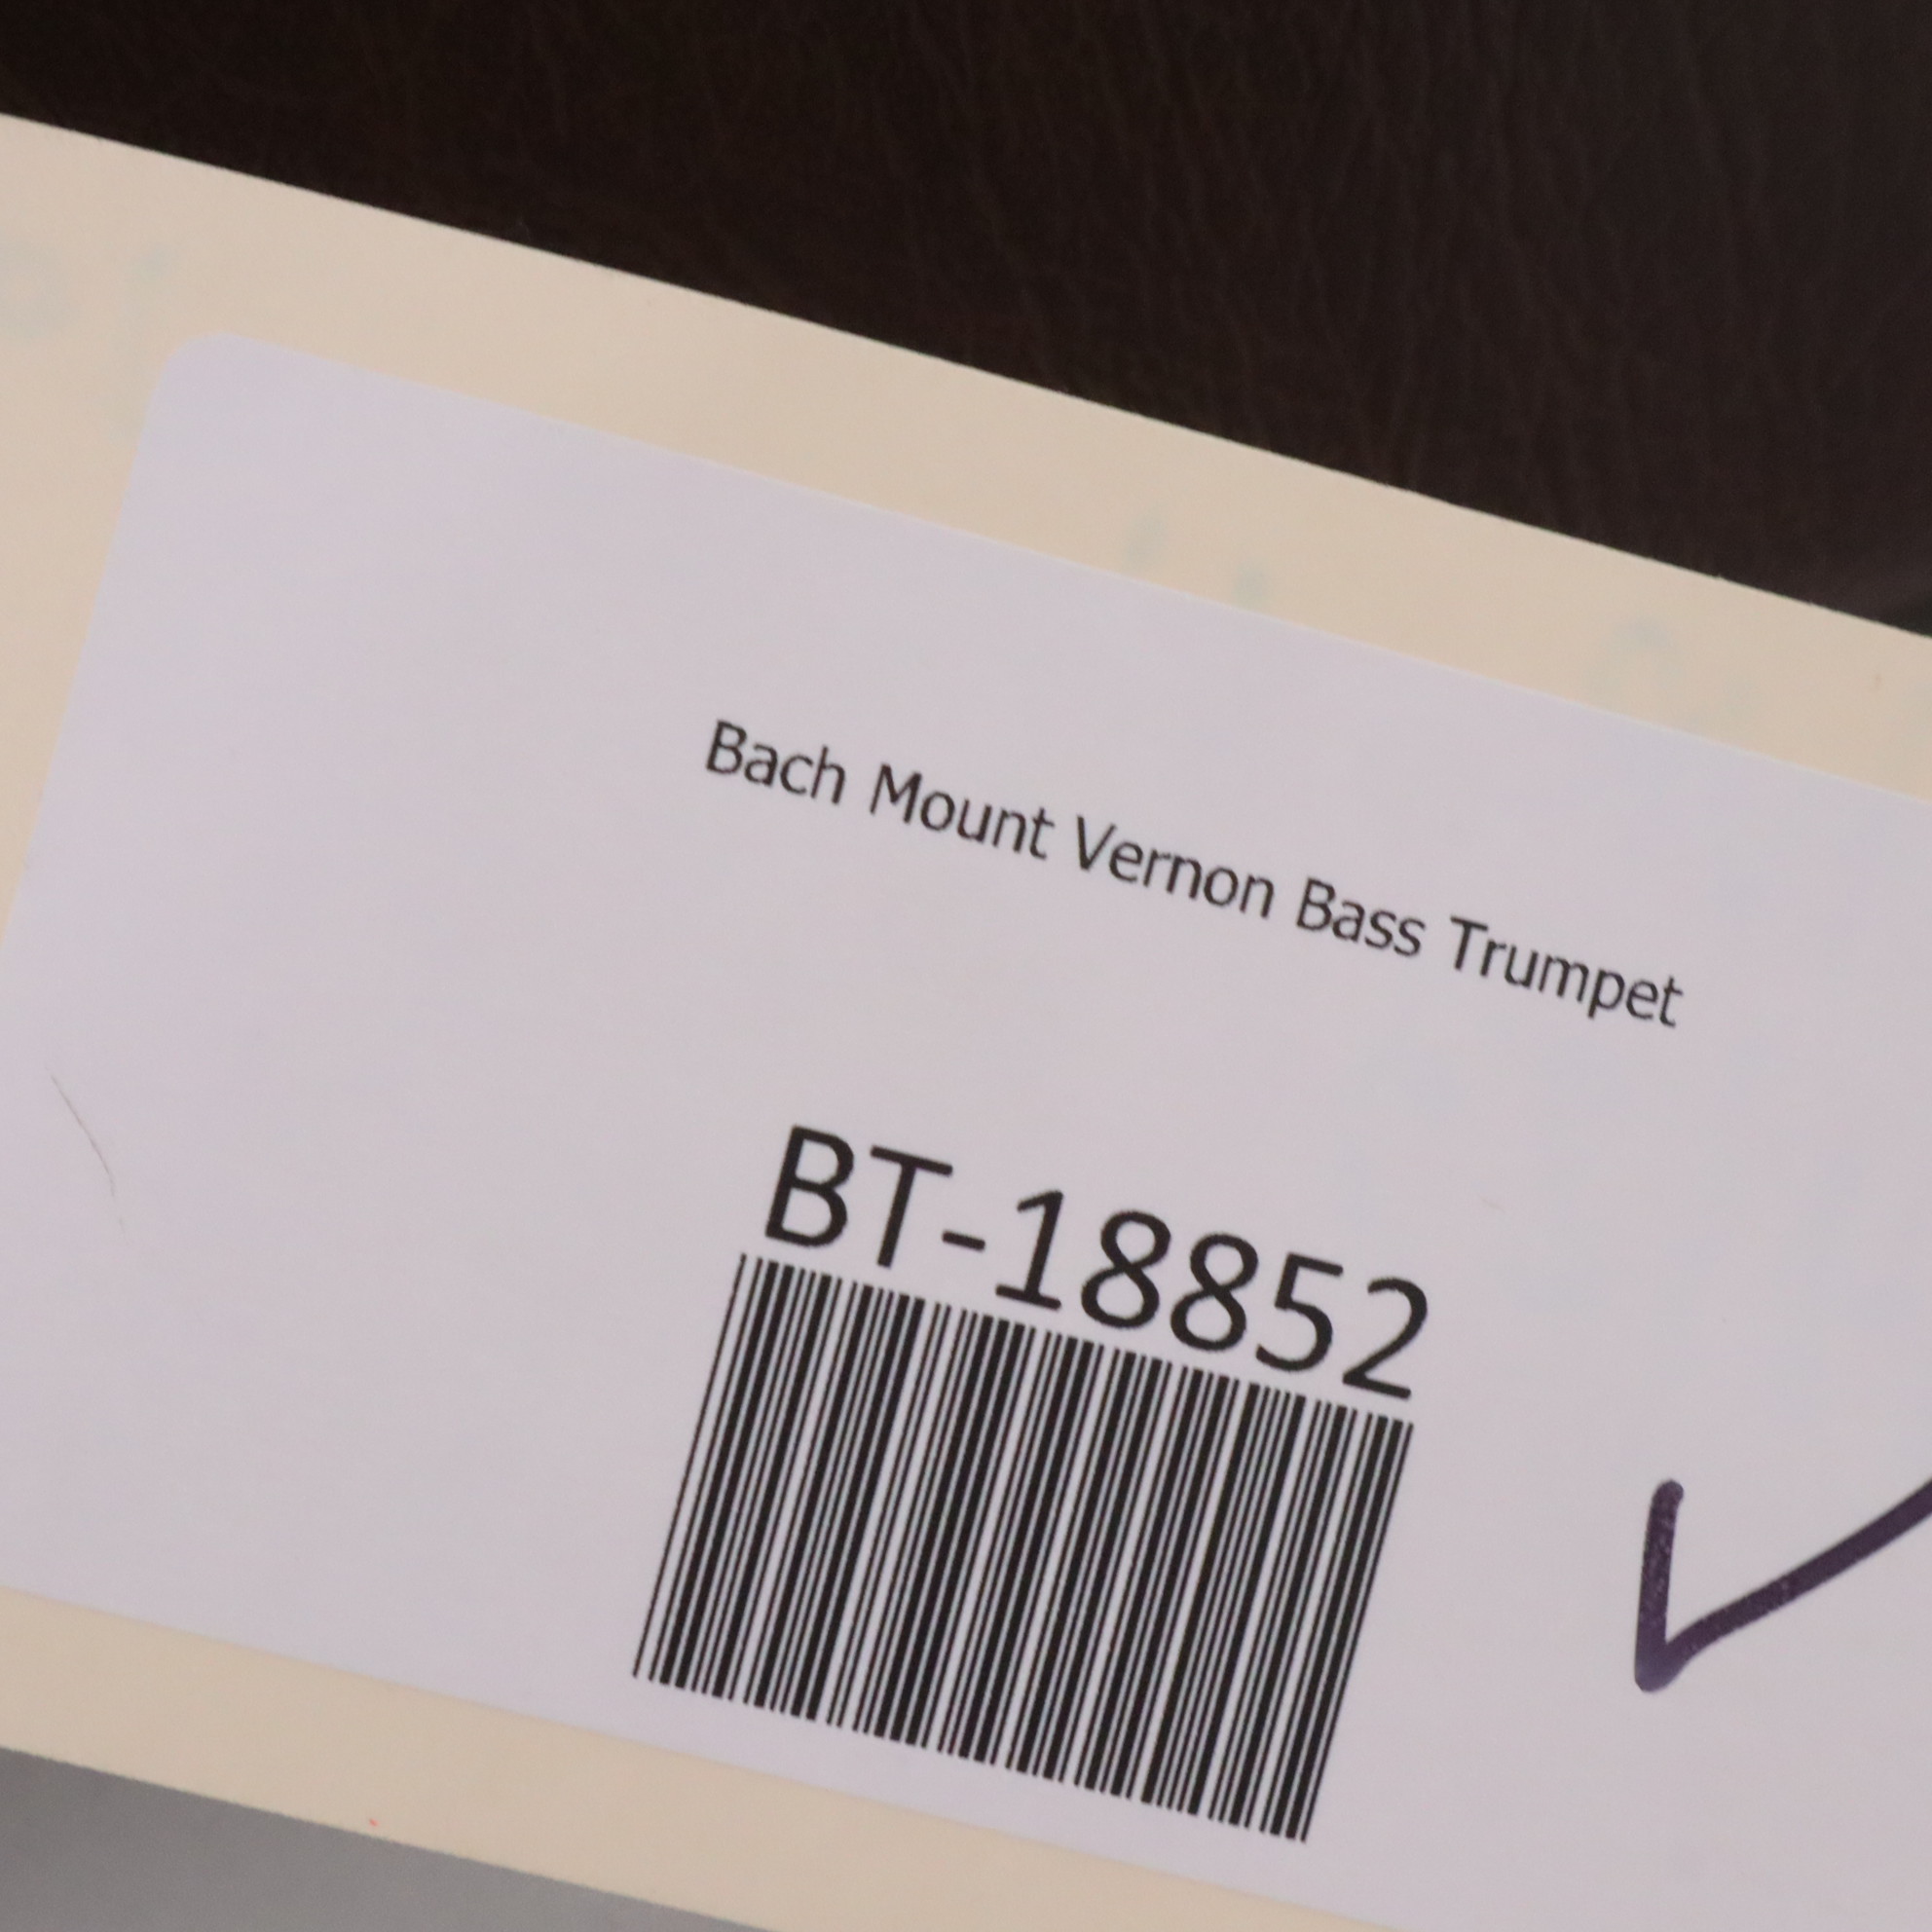 Bach Mount Vernon Bass Trumpet
BT-18852